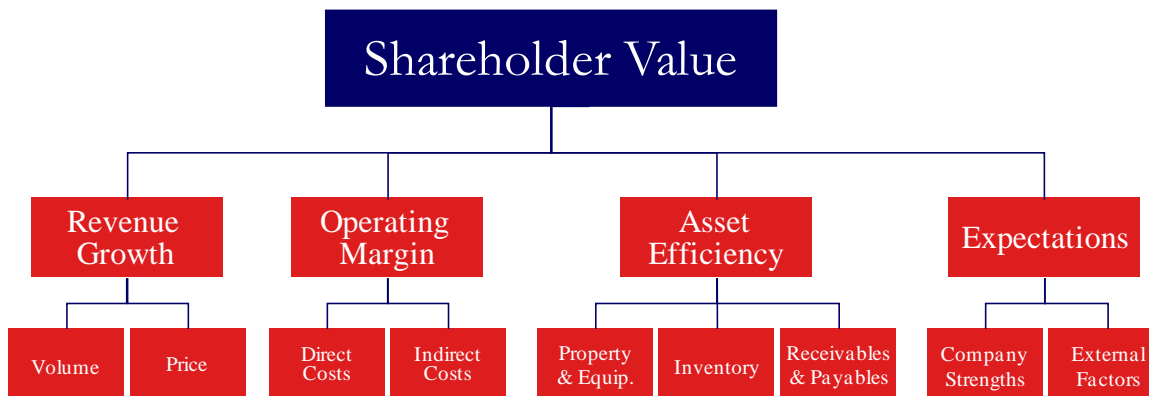 Shareholder Value
Revenue
Growth
Operating
Margin
Asset
Efficiency
Expectations
Volume
Price
Direct
Costs
Indirect
Costs
Property
& Equip.
Inventory
Receivables
& Payables
Company
Strengths
External
Factors